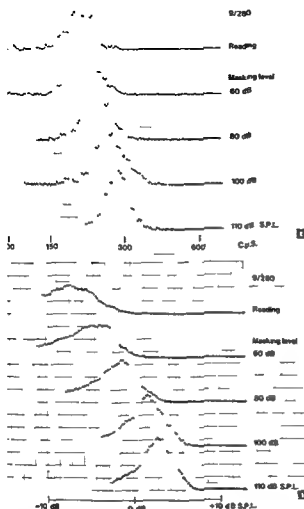 9/280
Reading
Masking level
60 dB
80 dB
100 dB
110 dB S.P.L.
150 300 600 C.p.S.
9/280
Reading
Masking level
60 dB
80 dB
100 dB
110 dB S.P.L.
-10 dB 0 dB +10 dB S.P.L.